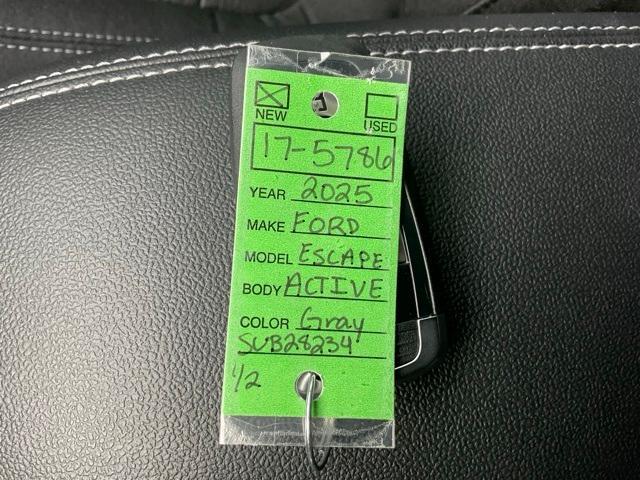 NEW
USED
17-5786
YEAR 2025
MAKE FORD
MODEL ESCAPE
BODY ACTIVE
COLOR Gray
SUB28234
1/2